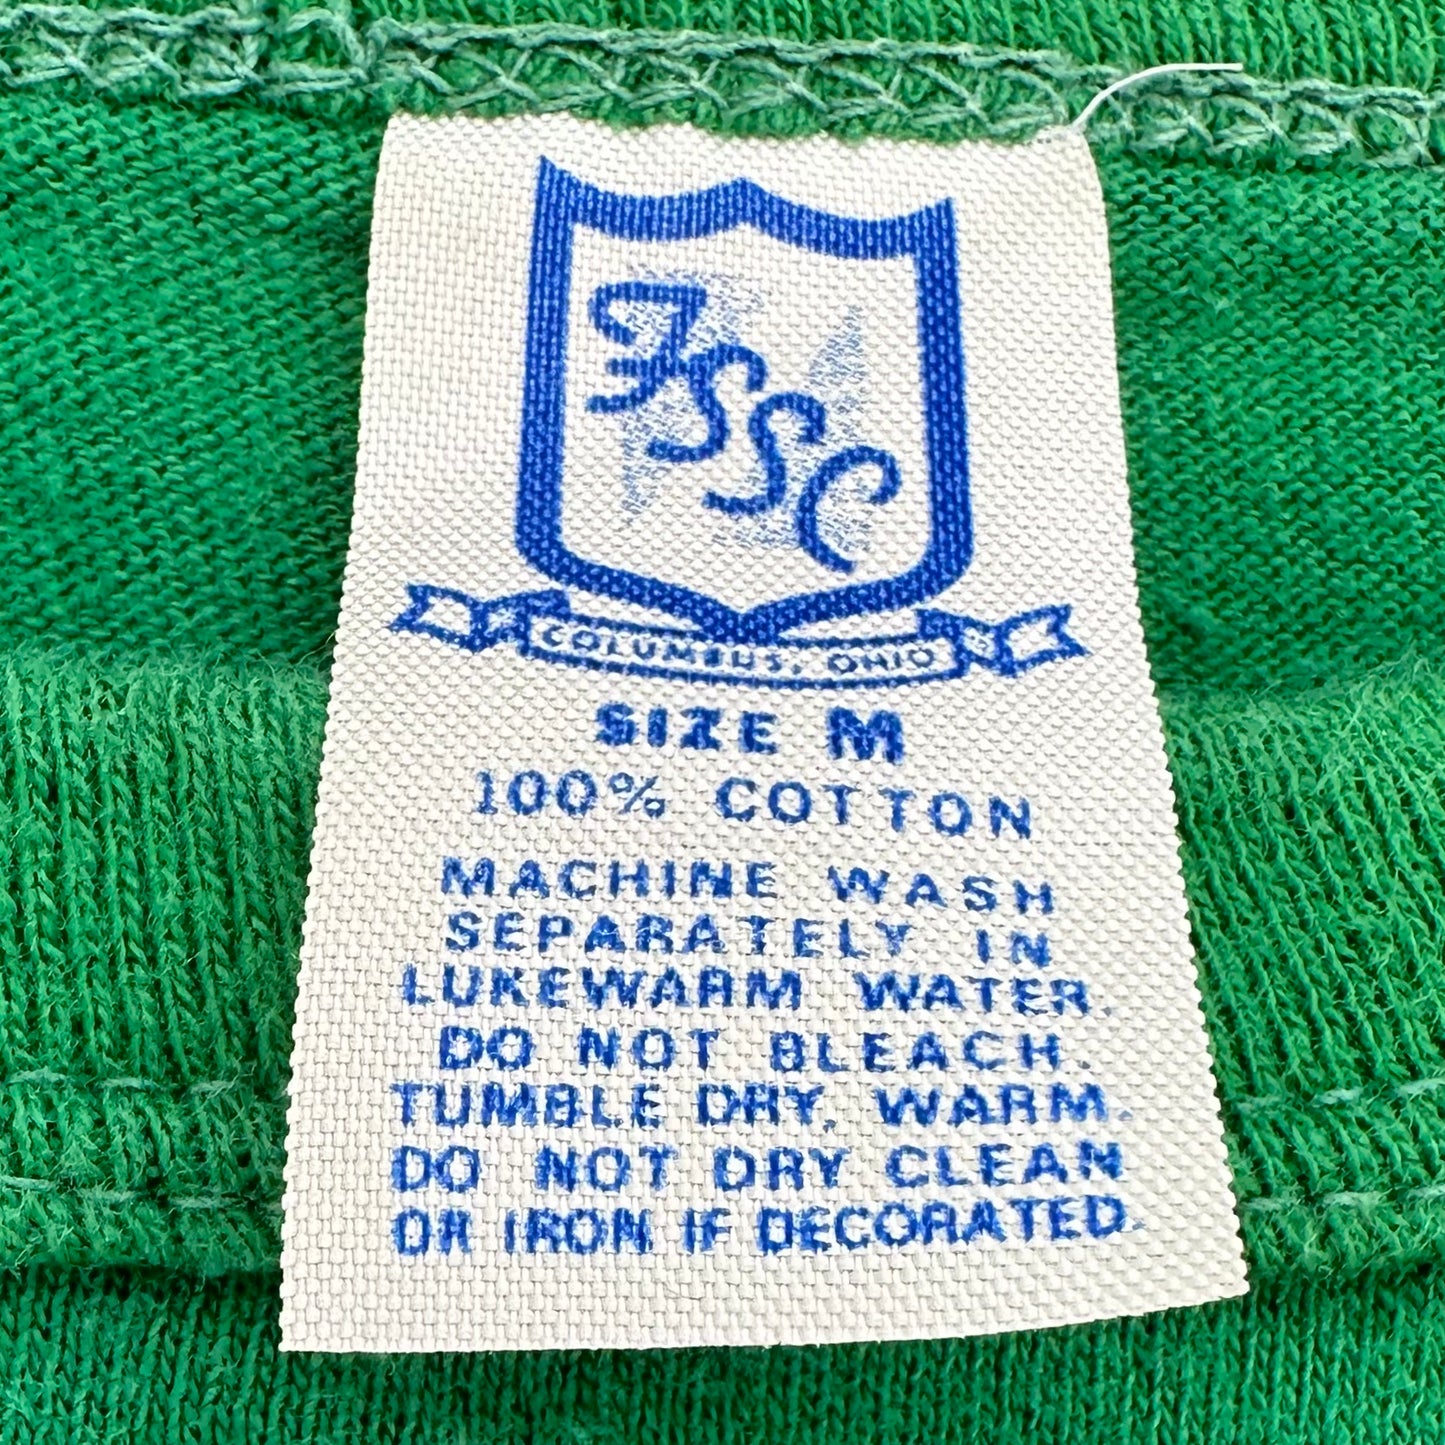 FSSC
COLUMBUS, OHIO
SIZE M
100% COTTON
MACHINE WASH
SEPARATELY IN
LUKEWARM WATER.
DO NOT BLEACH.
TUMBLE DRY, WARM.
DO NOT DRY CLEAN
OR IRON IF DECORATED.